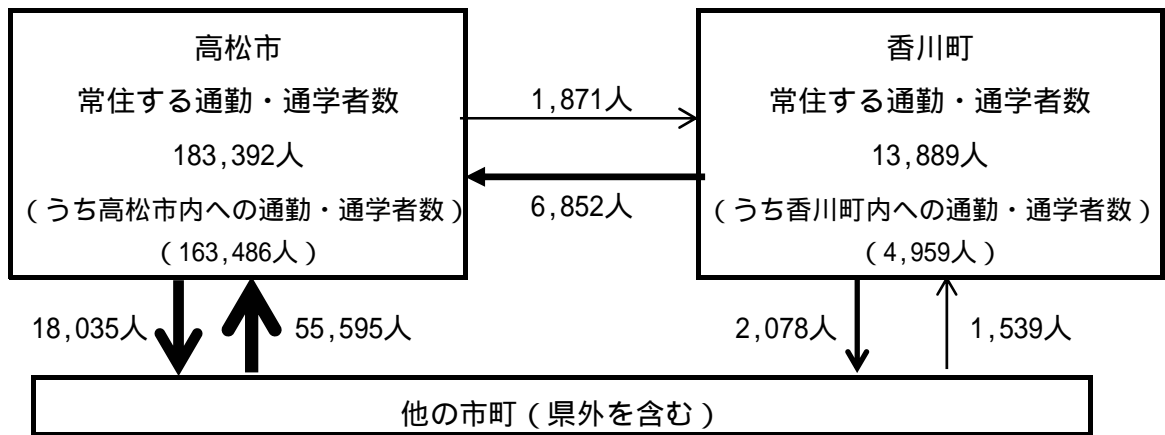 高松市
常住する通勤・通学者数
183,392人
(うち高松市内への通勤・通学者数)
(163,486人)
1,871人
6,852人
香川町
常住する通勤・通学者数
13,889人
(うち香川町内への通勤・通学者数)
(4,959人)
18,035人
55,595人
2,078人
1,539人
他の市町(県外を含む)